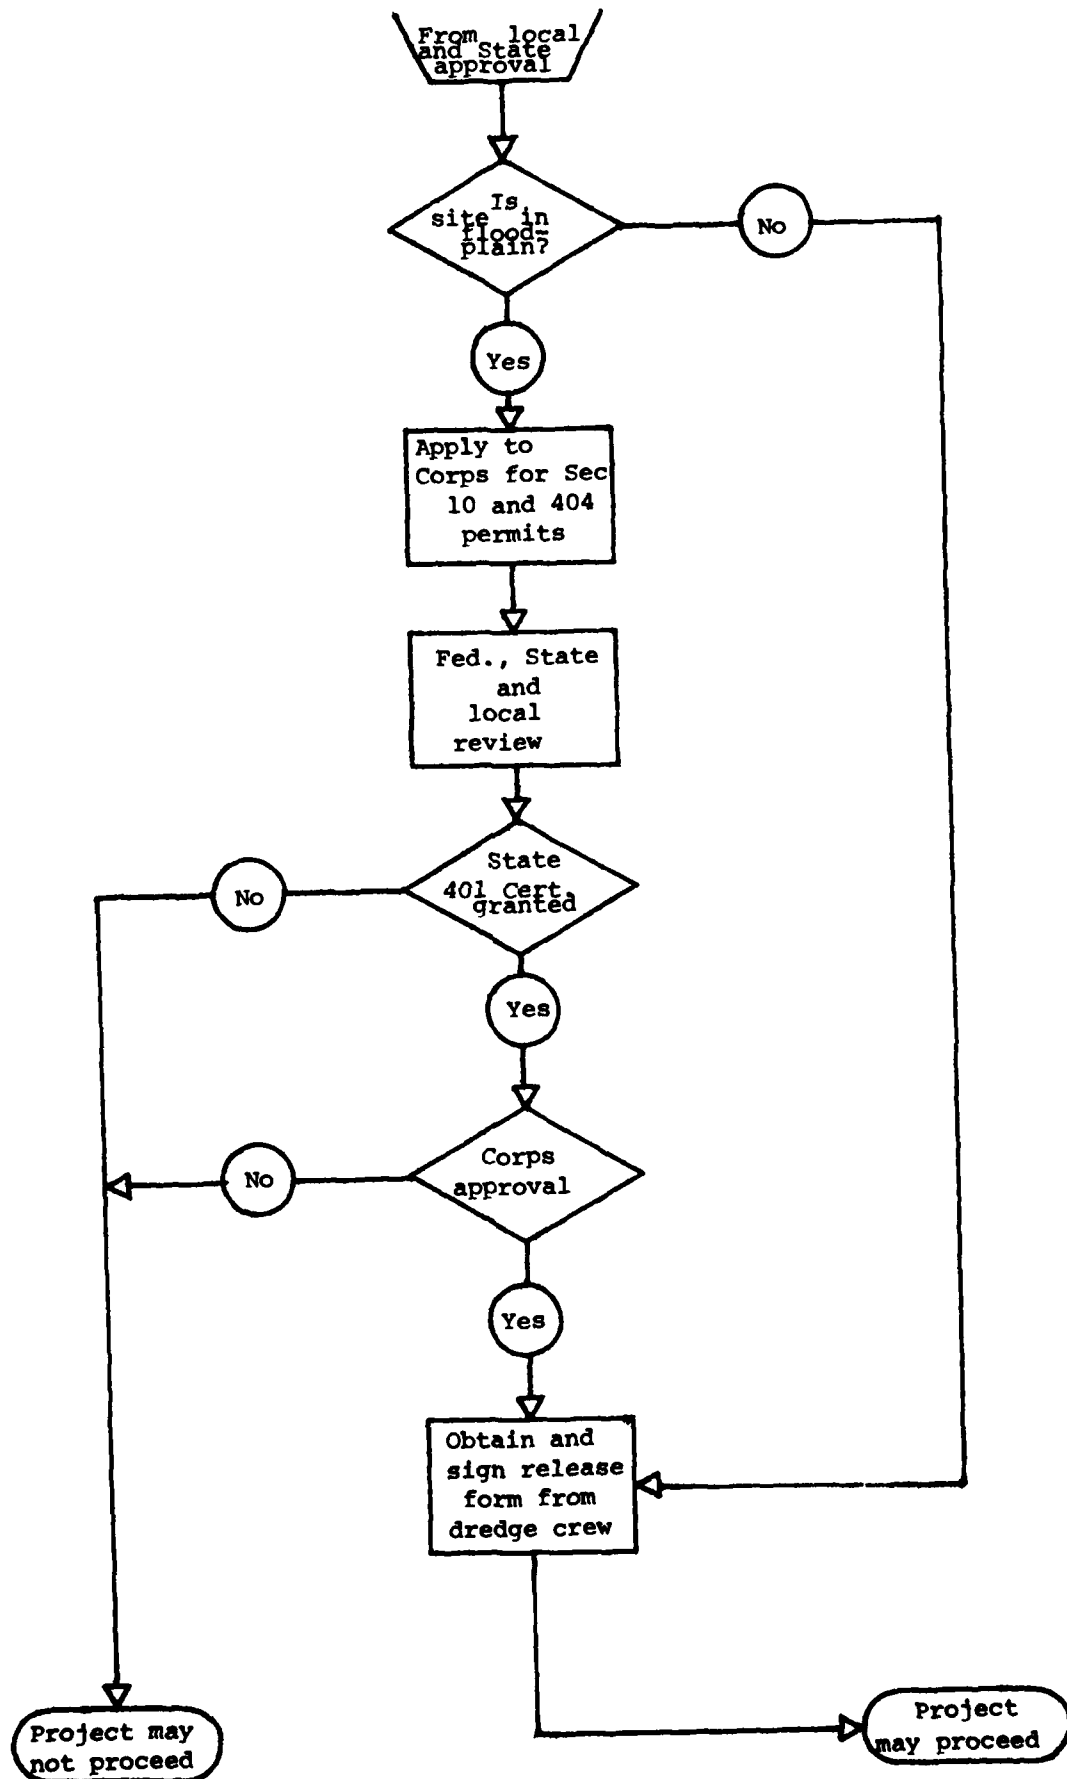 From local
and State
approval
Is
site in
flood-
plain?
No
Yes
Apply to
Corps for Sec
10 and 404
permits
Fed., State
and
local
review
State
401 Cert.
granted
No
Yes
Corps
approval
No
Yes
Obtain and
sign release
form from
dredge crew
Project may
not proceed
Project
may proceed